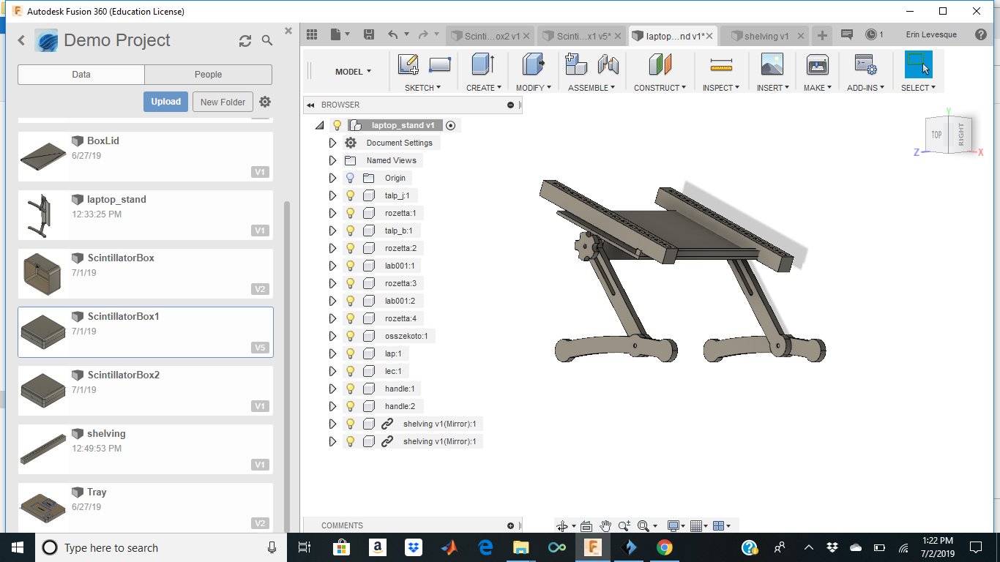 Autodesk Fusion 360 (Education License)
Demo Project
Data
People
Upload
New Folder
BoxLid
6/27/19
V1
laptop_stand
12:33:25 PM
V1
ScintillatorBox
7/1/19
V2
ScintillatorBox1
7/1/19
V5
ScintillatorBox2
7/1/19
V1
shelving
12:49:53 PM
V1
Tray
6/27/19
V2
Scinti...ox2 v1
Scinti...x1 v5*
laptop...nd v1*
shelving v1
1
Erin Levesque
MODEL
SKETCH
CREATE
MODIFY
ASSEMBLE
CONSTRUCT
INSPECT
INSERT
MAKE
ADD-INS
SELECT
BROWSER
laptop_stand v1
Document Settings
Named Views
Origin
talp_j:1
rozetta:1
talp_b:1
rozetta:2
lab001:1
rozetta:3
lab001:2
rozetta:4
osszekoto:1
lap:1
lec:1
handle:1
handle:2
shelving v1(Mirror):1
shelving v1(Mirror):1
Y
TOP
RIGHT
Z
X
COMMENTS
Type here to search
1:22 PM
7/2/2019